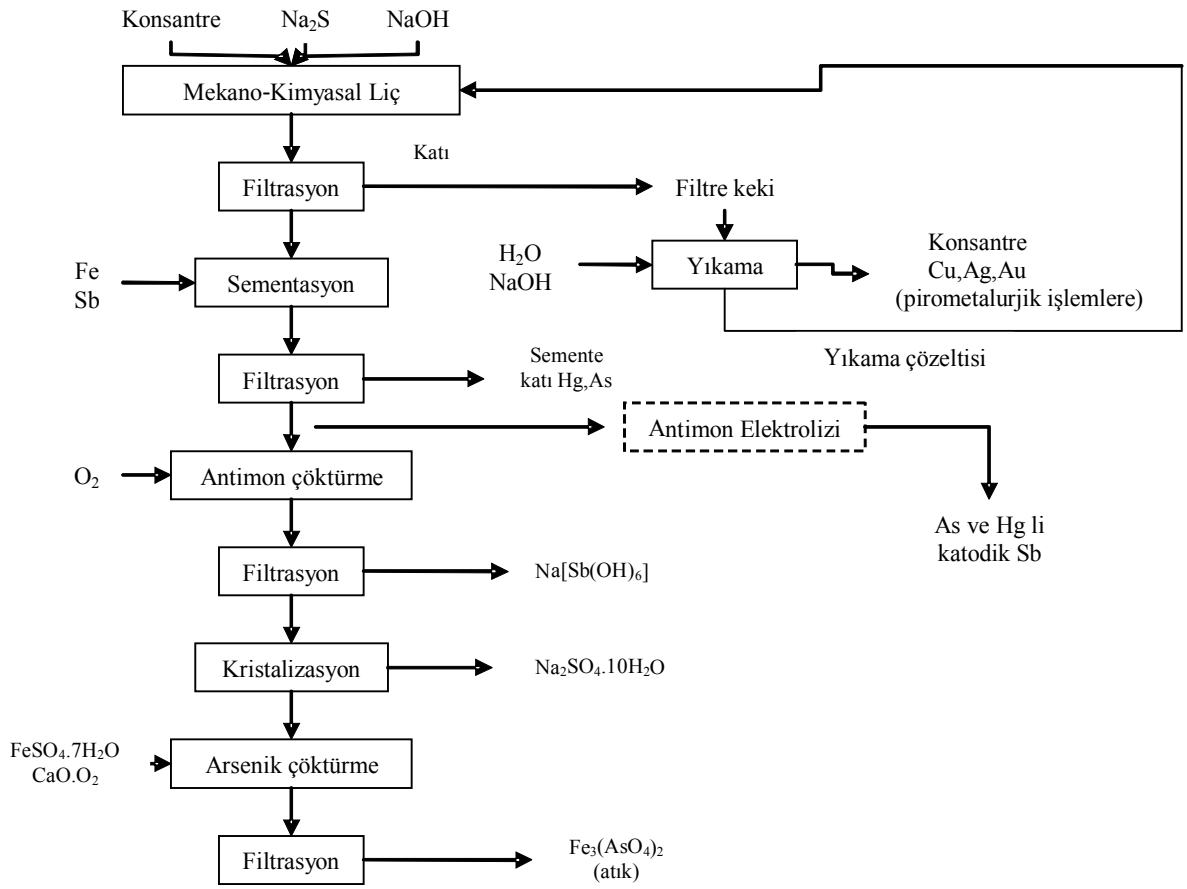 Konsantre
Na₂S
NaOH
Mekano-Kimyasal Liç
Katı
Filtrasyon
Filtre keki
H₂O
NaOH
Yıkama
Konsantre
Cu,Ag,Au
(pirometalurjik işlemlere)
Fe
Sb
Sementasyon
Yıkama çözeltisi
Filtrasyon
Semente
katı Hg,As
Antimon Elektrolizi
O₂
Antimon çöktürme
As ve Hg li
katodik Sb
Filtrasyon
Na[Sb(OH)₆]
Kristalizasyon
Na₂SO₄.10H₂O
FeSO₄.7H₂O
CaO.O₂
Arsenik çöktürme
Filtrasyon
Fe₃(AsO₄)₂
(atık)